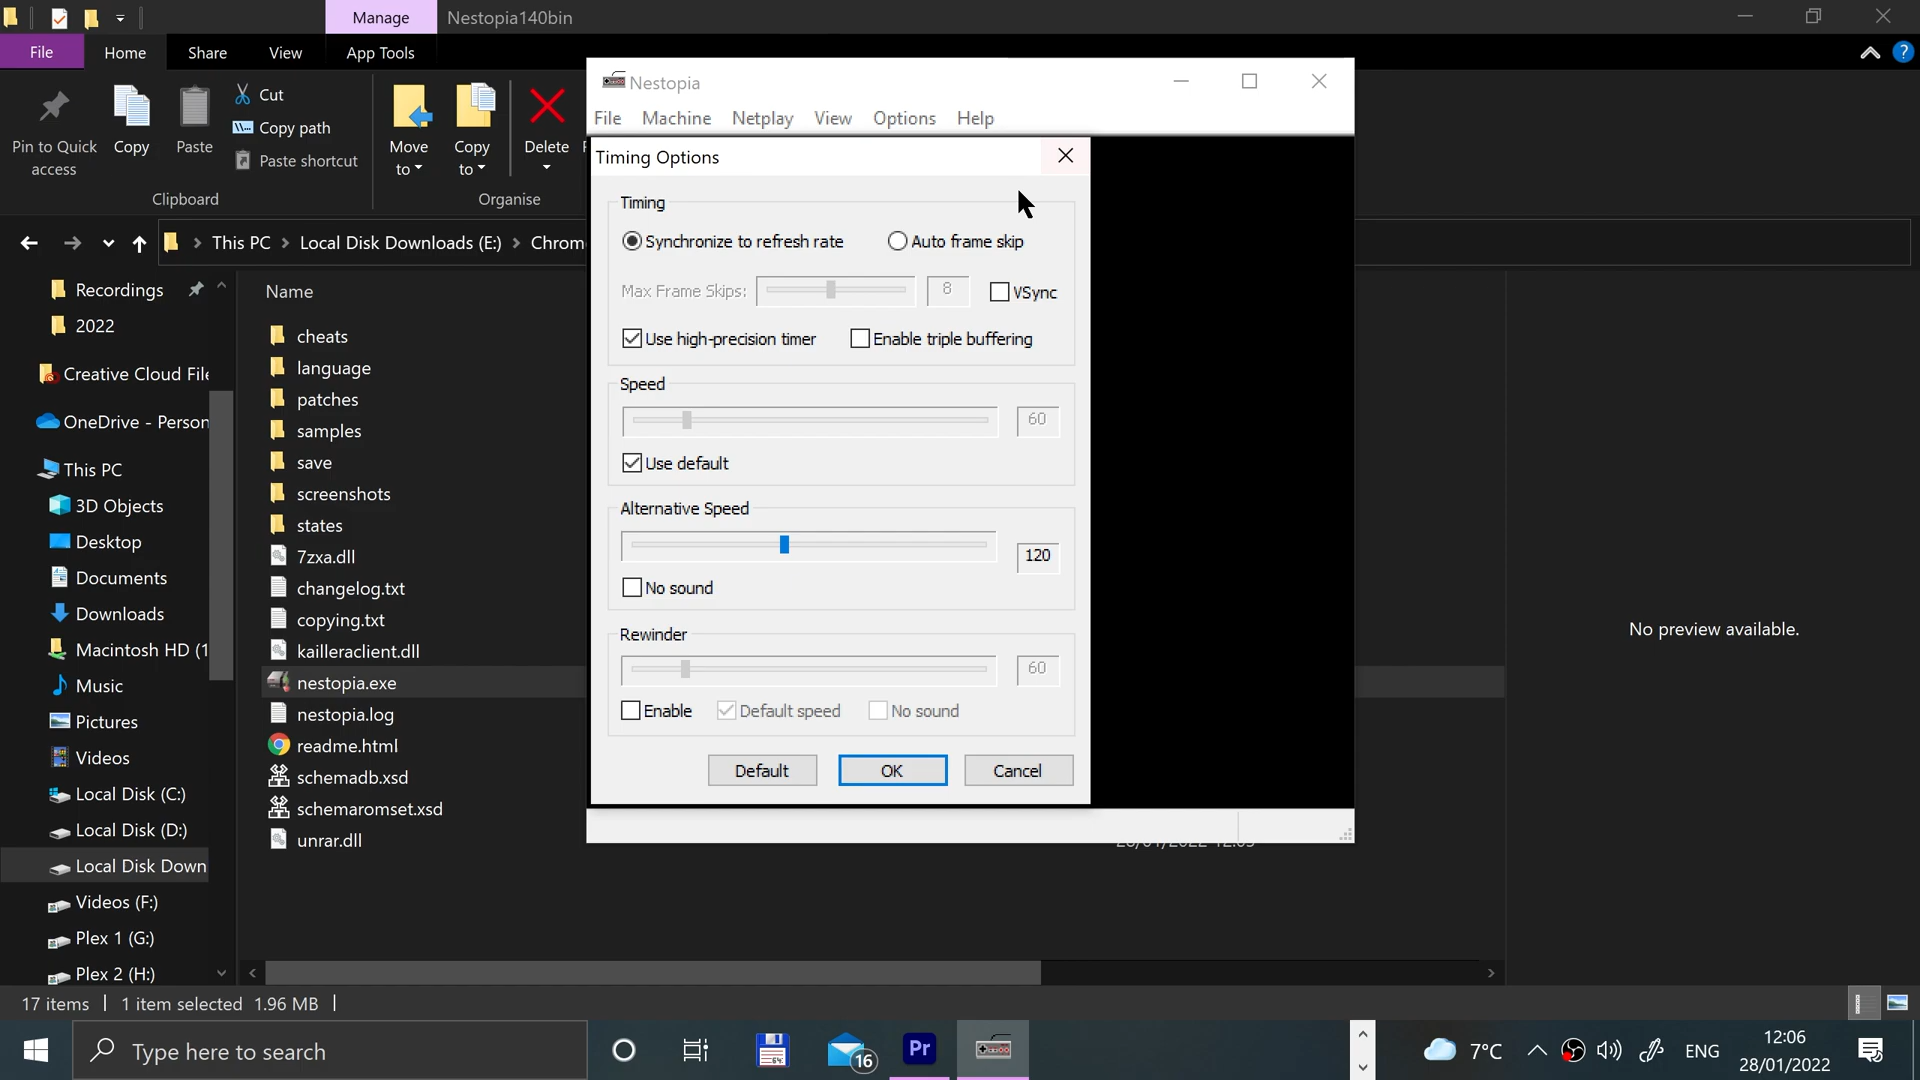 Manage
Nestopia140bin
File
Home
Share
View
App Tools
Pin to Quick access
Copy
Paste
Cut
Copy path
Paste shortcut
Move to
Copy to
Delete
Clipboard
Organise
This PC > Local Disk Downloads (E:) >
Recordings
2022
Creative Cloud File
OneDrive - Person
This PC
3D Objects
Desktop
Documents
Downloads
Macintosh HD (1
Music
Pictures
Videos
Local Disk (C:)
Local Disk (D:)
Local Disk Down
Videos (F:)
Plex 1 (G:)
Plex 2 (H:)
Name
cheats
language
patches
samples
save
screenshots
states
7zxa.dll
changelog.txt
copying.txt
kailleraclient.dll
nestopia.exe
nestopia.log
readme.html
schemadb.xsd
schemaromset.xsd
unrar.dll
Nestopia
File Machine Netplay View Options Help
Timing Options
Timing
Synchronize to refresh rate
Auto frame skip
Max Frame Skips:
8
VSync
Use high-precision timer
Enable triple buffering
Speed
60
Use default
Alternative Speed
120
No sound
Rewinder
60
Enable
Default speed
No sound
Default
OK
Cancel
No preview available.
17 items
1 item selected 1.96 MB
Type here to search
64
16
Pr
7°C
ENG
12:06
28/01/2022